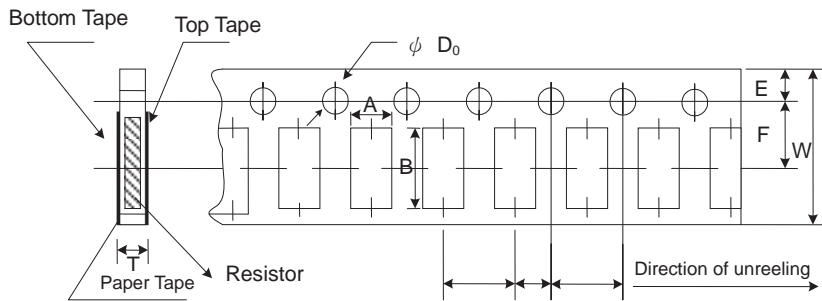 Bottom Tape
Top Tape
ϕ D₀
E
A
F
W
B
T
Paper Tape
Resistor
Direction of unreeling